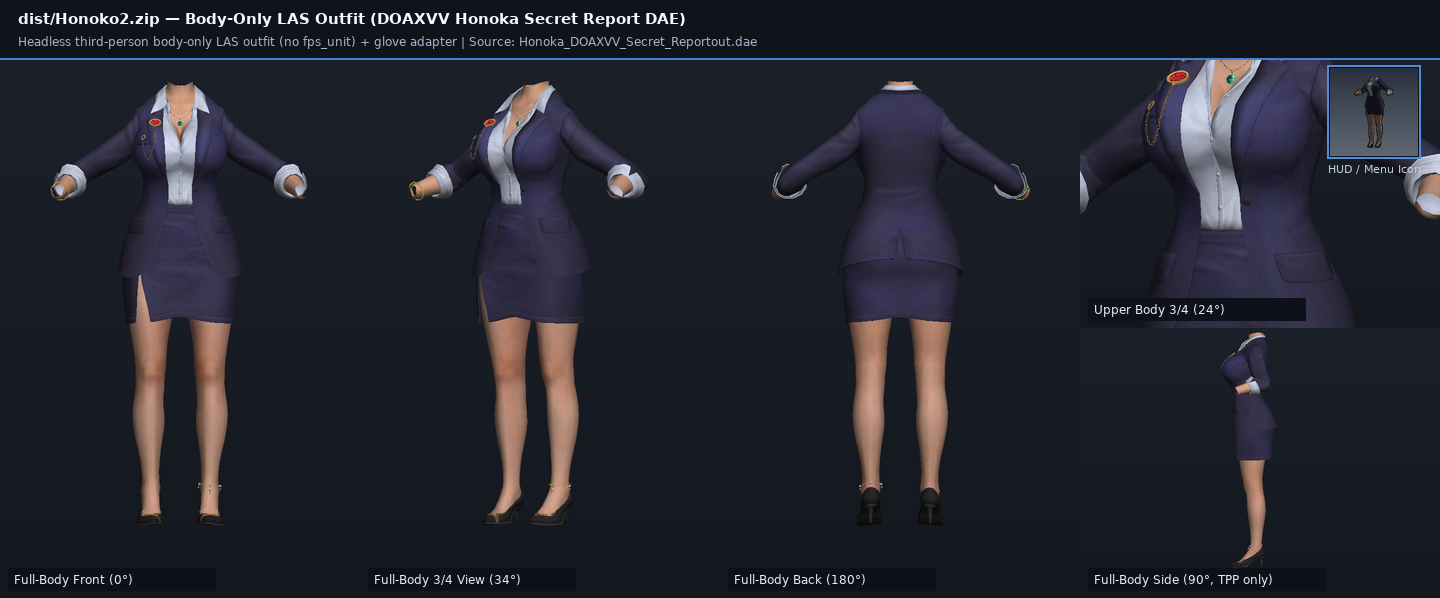 dist/Honoko2.zip — Body-Only LAS Outfit (DOAXVV Honoka Secret Report DAE)
Headless third-person body-only LAS outfit (no fps_unit) + glove adapter | Source: Honoka_DOAXVV_Secret_Reportout.dae
HUD / Menu Icon
Upper Body 3/4 (24°)
Full-Body Front (0°)
Full-Body 3/4 View (34°)
Full-Body Back (180°)
Full-Body Side (90°, TPP only)